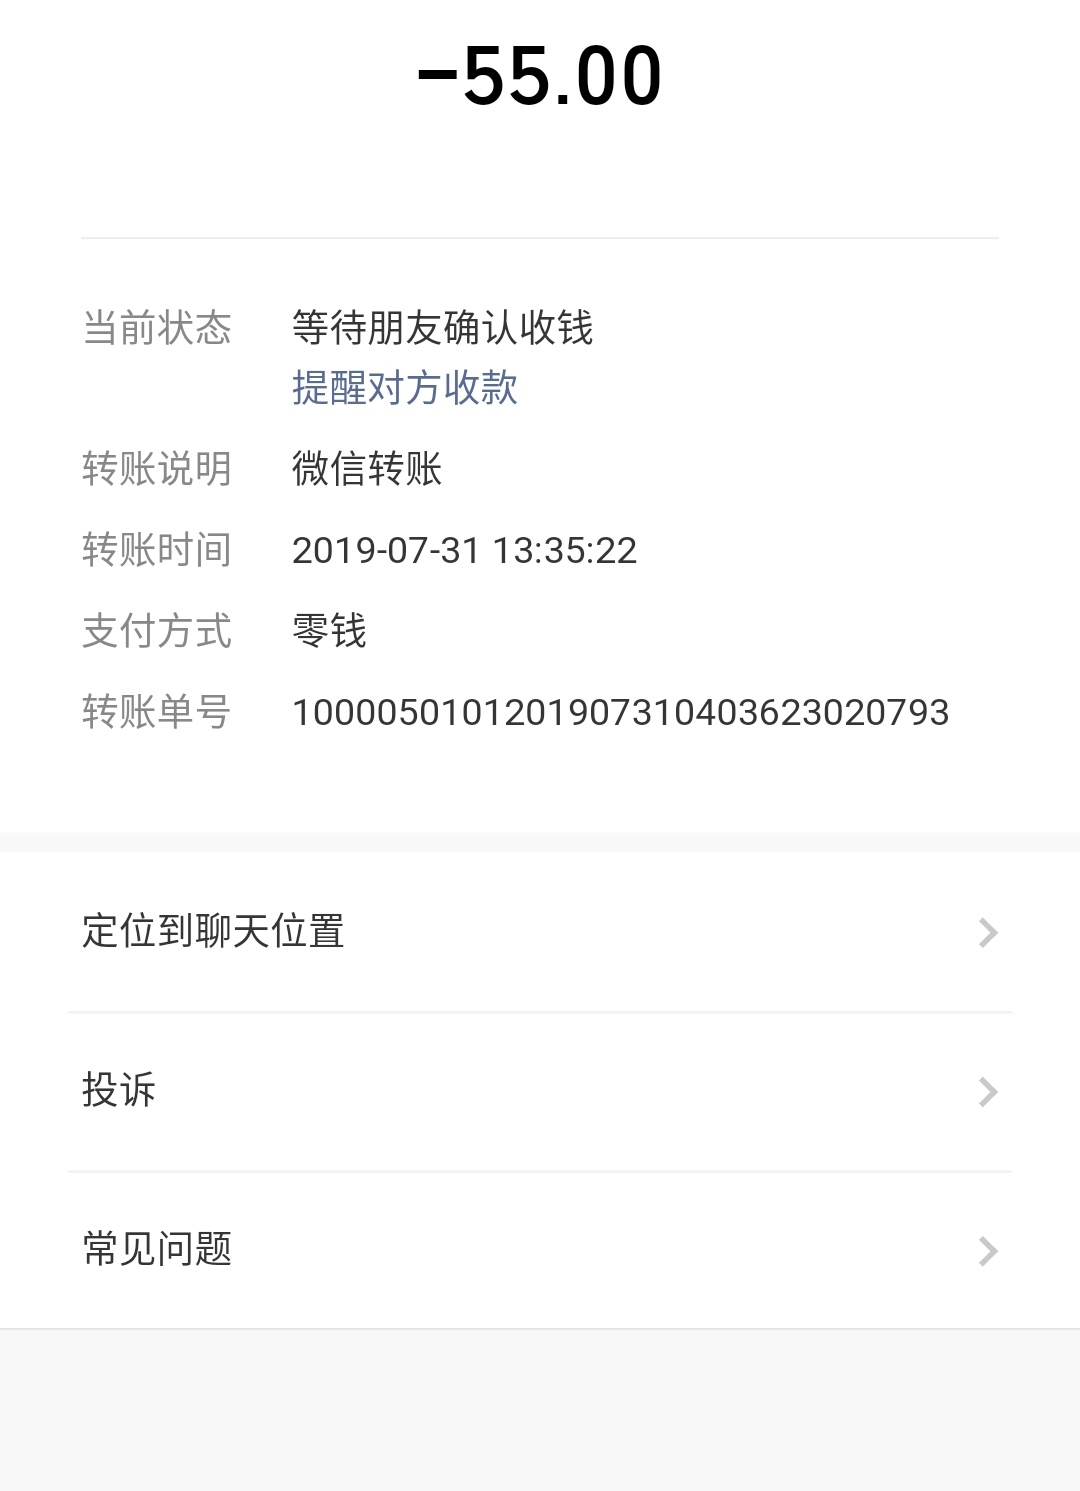 -55.00
当前状态 等待朋友确认收钱
提醒对方收款
转账说明 微信转账
转账时间 2019-07-31 13:35:22
支付方式 零钱
转账单号 1000050101201907310403623020793
定位到聊天位置
投诉
常见问题